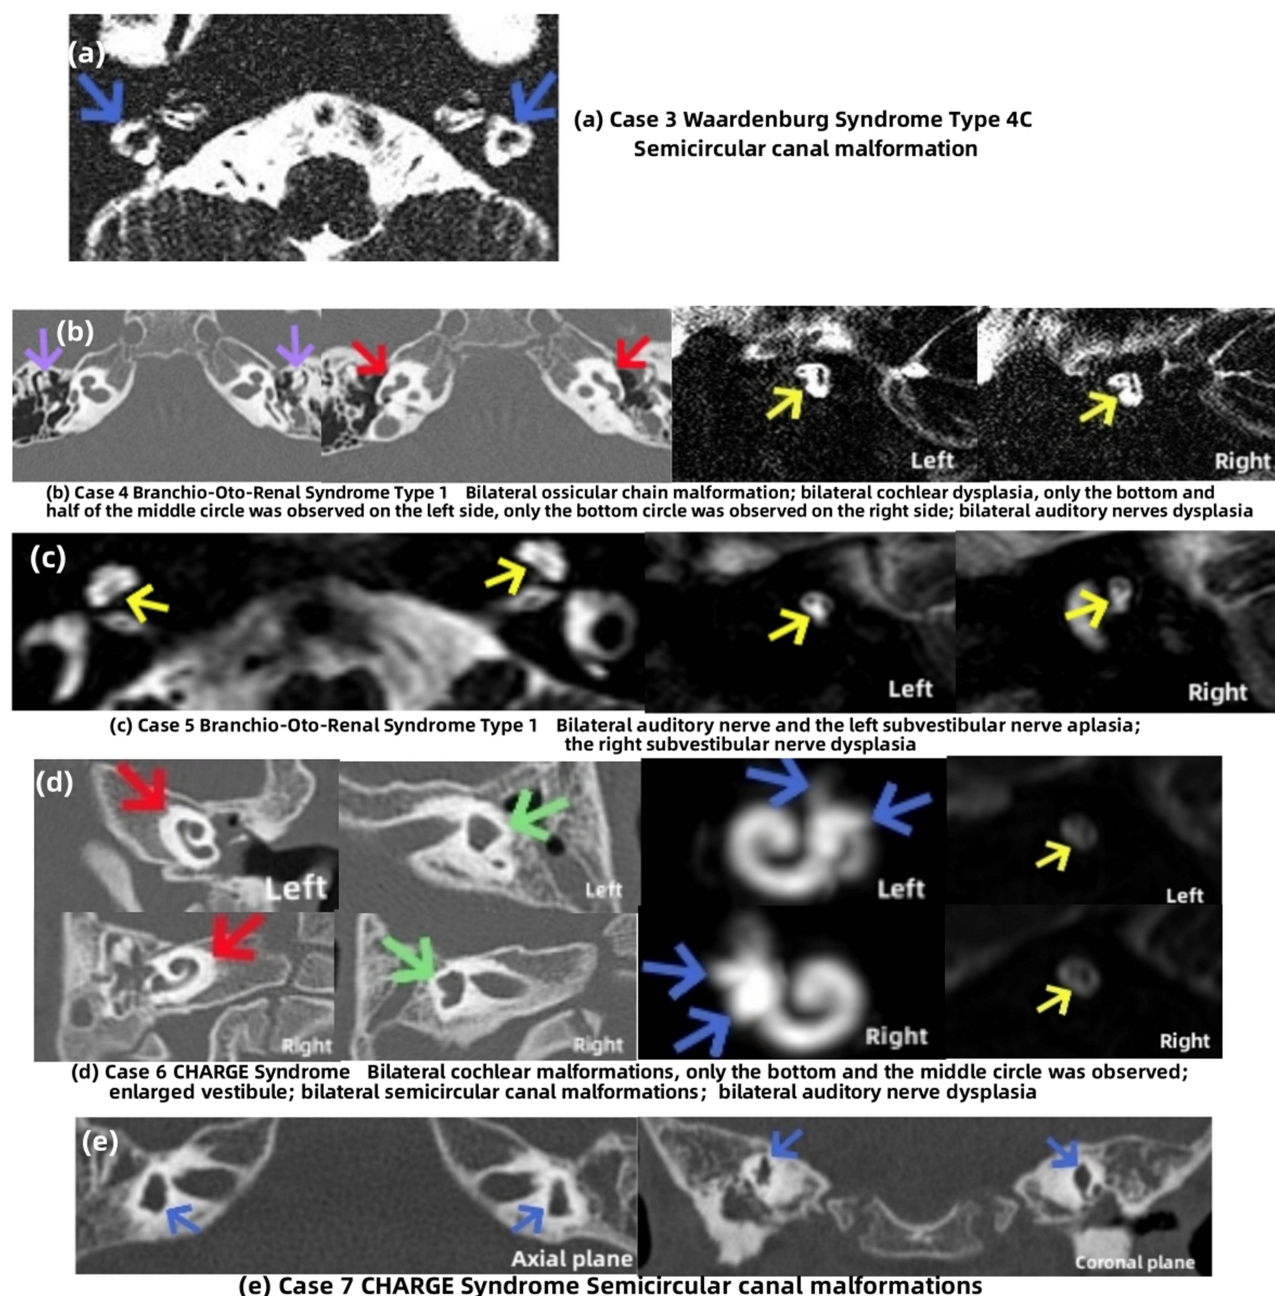 (a)
(a) Case 3 Waardenburg Syndrome Type 4C
Semicircular canal malformation
(b)
Left
Right
(b) Case 4 Branchio-Oto-Renal Syndrome Type 1 Bilateral ossicular chain malformation; bilateral cochlear dysplasia, only the bottom and
half of the middle circle was observed on the left side, only the bottom circle was observed on the right side; bilateral auditory nerves dysplasia
(c)
Left
Right
(c) Case 5 Branchio-Oto-Renal Syndrome Type 1 Bilateral auditory nerve and the left subvestibular nerve aplasia;
the right subvestibular nerve dysplasia
(d)
Left
Left
Left
Left
Right
Right
Right
Right
(d) Case 6 CHARGE Syndrome Bilateral cochlear malformations, only the bottom and the middle circle was observed;
enlarged vestibule; bilateral semicircular canal malformations; bilateral auditory nerve dysplasia
(e)
Axial plane
Coronal plane
(e) Case 7 CHARGE Syndrome Semicircular canal malformations